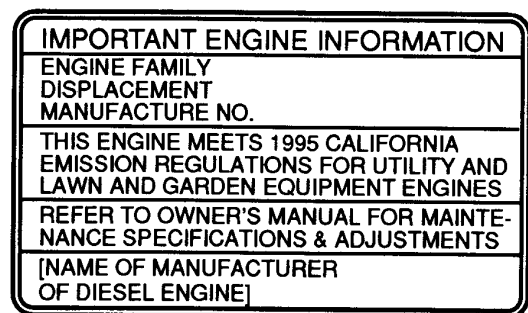 IMPORTANT ENGINE INFORMATION
ENGINE FAMILY
DISPLACEMENT
MANUFACTURE NO.
THIS ENGINE MEETS 1995 CALIFORNIA
EMISSION REGULATIONS FOR UTILITY AND
LAWN AND GARDEN EQUIPMENT ENGINES
REFER TO OWNER'S MANUAL FOR MAINTE-
NANCE SPECIFICATIONS & ADJUSTMENTS
[NAME OF MANUFACTURER
OF DIESEL ENGINE]